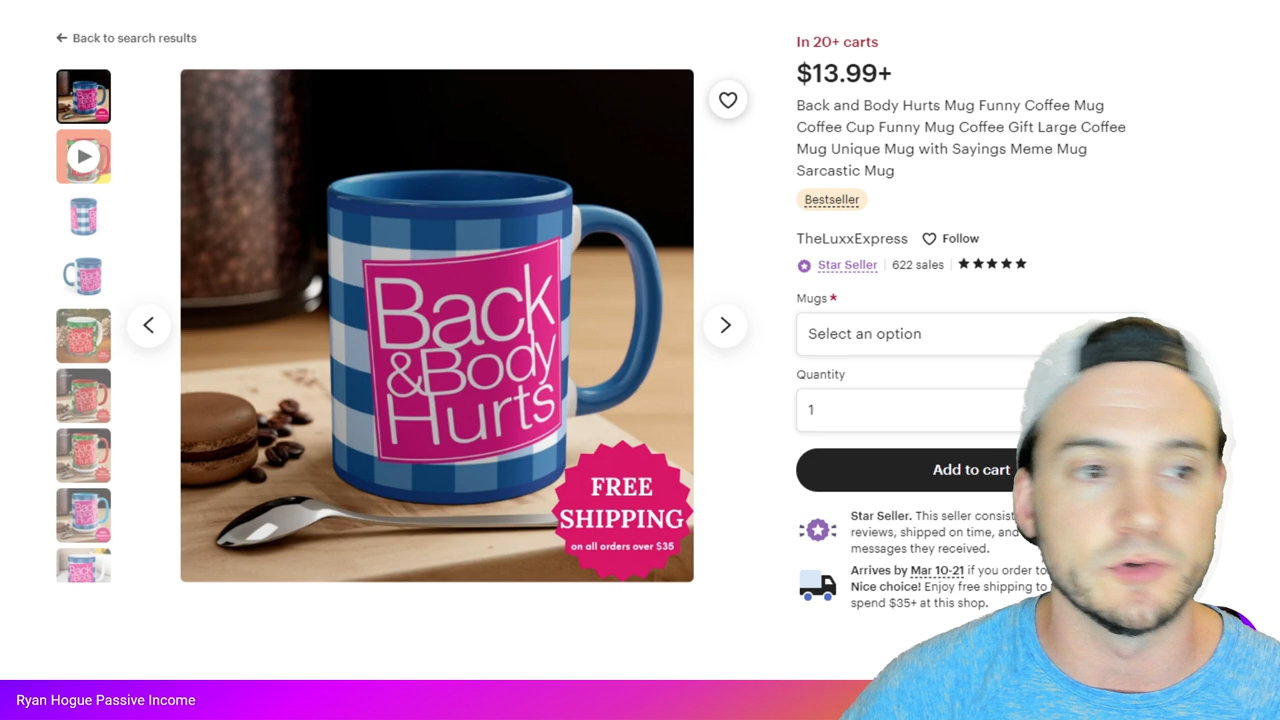 Back to search results
In 20+ carts
$13.99+
Back and Body Hurts Mug Funny Coffee Mug
Coffee Cup Funny Mug Coffee Gift Large Coffee
Mug Unique Mug with Sayings Meme Mug
Sarcastic Mug
Bestseller
TheLuxxExpress Follow
Star Seller 622 sales
Mugs *
Select an option
Quantity
1
Add to cart
Star Seller. This seller consist
reviews, shipped on time, and
messages they received.
Arrives by Mar 10-21 if you order to
Nice choice! Enjoy free shipping to
spend $35+ at this shop.
Back
&Body
Hurts
FREE
SHIPPING
on all orders over $35
Ryan Hogue Passive Income